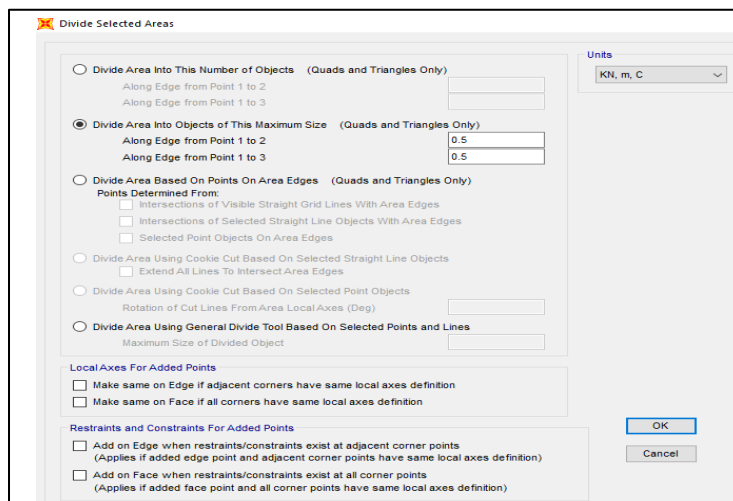 Divide Selected Areas
Units
KN, m, C
Divide Area Into This Number of Objects (Quads and Triangles Only)
Along Edge from Point 1 to 2
Along Edge from Point 1 to 3
Divide Area Into Objects of This Maximum Size (Quads and Triangles Only)
Along Edge from Point 1 to 2 0.5
Along Edge from Point 1 to 3 0.5
Divide Area Based On Points On Area Edges (Quads and Triangles Only)
Points Determined From:
Intersections of Visible Straight Grid Lines With Area Edges
Intersections of Selected Straight Line Objects With Area Edges
Selected Point Objects On Area Edges
Divide Area Using Cookie Cut Based On Selected Straight Line Objects
Extend All Lines To Intersect Area Edges
Divide Area Using Cookie Cut Based On Selected Point Objects
Rotation of Cut Lines From Area Local Axes (Deg)
Divide Area Using General Divide Tool Based On Selected Points and Lines
Maximum Size of Divided Object
Local Axes For Added Points
Make same on Edge if adjacent corners have same local axes definition
Make same on Face if all corners have same local axes definition
Restraints and Constraints For Added Points
Add on Edge when restraints/constraints exist at adjacent corner points
(Applies if added edge point and adjacent corner points have same local axes definition)
Add on Face when restraints/constraints exist at all corner points
(Applies if added face point and all corner points have same local axes definition)
OK
Cancel